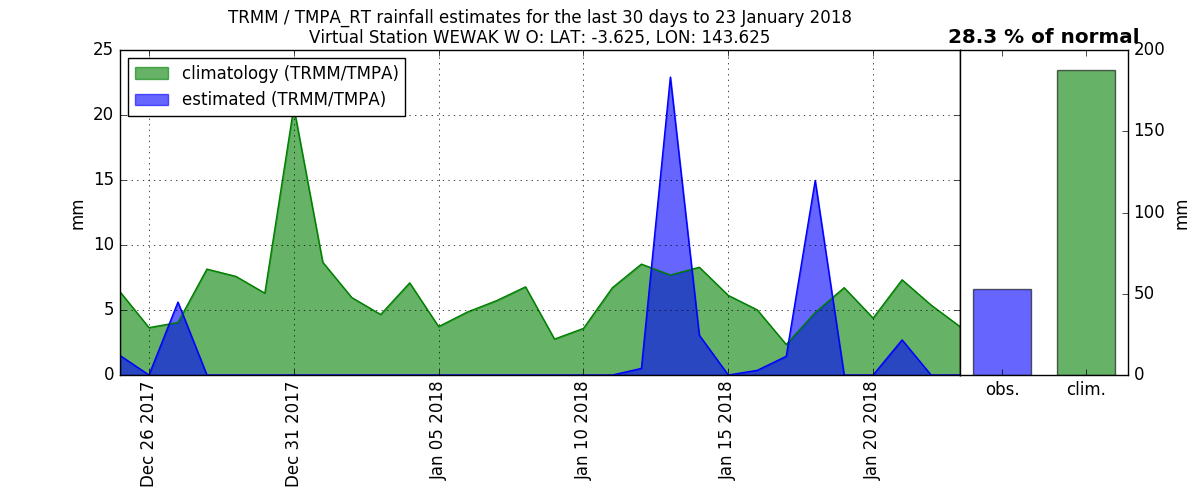 TRMM / TMPA_RT rainfall estimates for the last 30 days to 23 January 2018
Virtual Station WEWAK W O: LAT: -3.625, LON: 143.625
28.3 % of normal
climatology (TRMM/TMPA)
estimated (TRMM/TMPA)
mm
25
20
15
10
5
0
Dec 26 2017
Dec 31 2017
Jan 05 2018
Jan 10 2018
Jan 15 2018
Jan 20 2018
obs.
clim.
200
150
100
50
0
mm